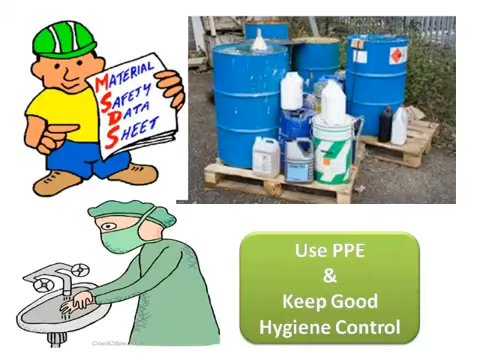 Material
Safety
Data
Sheet
Use PPE
&
Keep Good
Hygiene Control